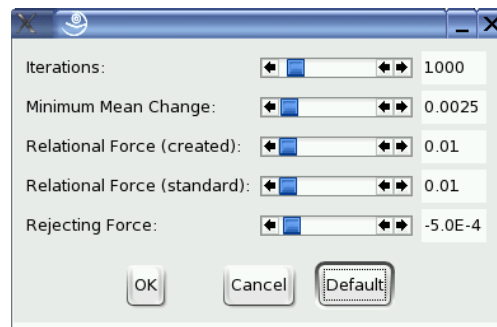 Iterations: 1000
Minimum Mean Change: 0.0025
Relational Force (created): 0.01
Relational Force (standard): 0.01
Rejecting Force: -5.0E-4
OK Cancel Default